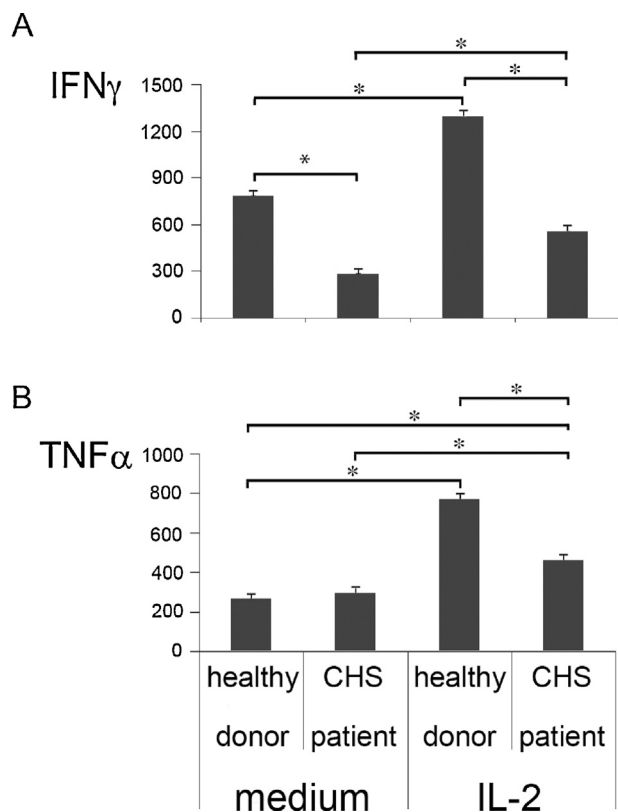 A
IFNγ
*
*
*
*
1500
1200
900
600
300
0
B
TNFα
*
*
*
*
1000
800
600
400
200
0
healthy donor
CHS patient
healthy donor
CHS patient
medium
IL-2